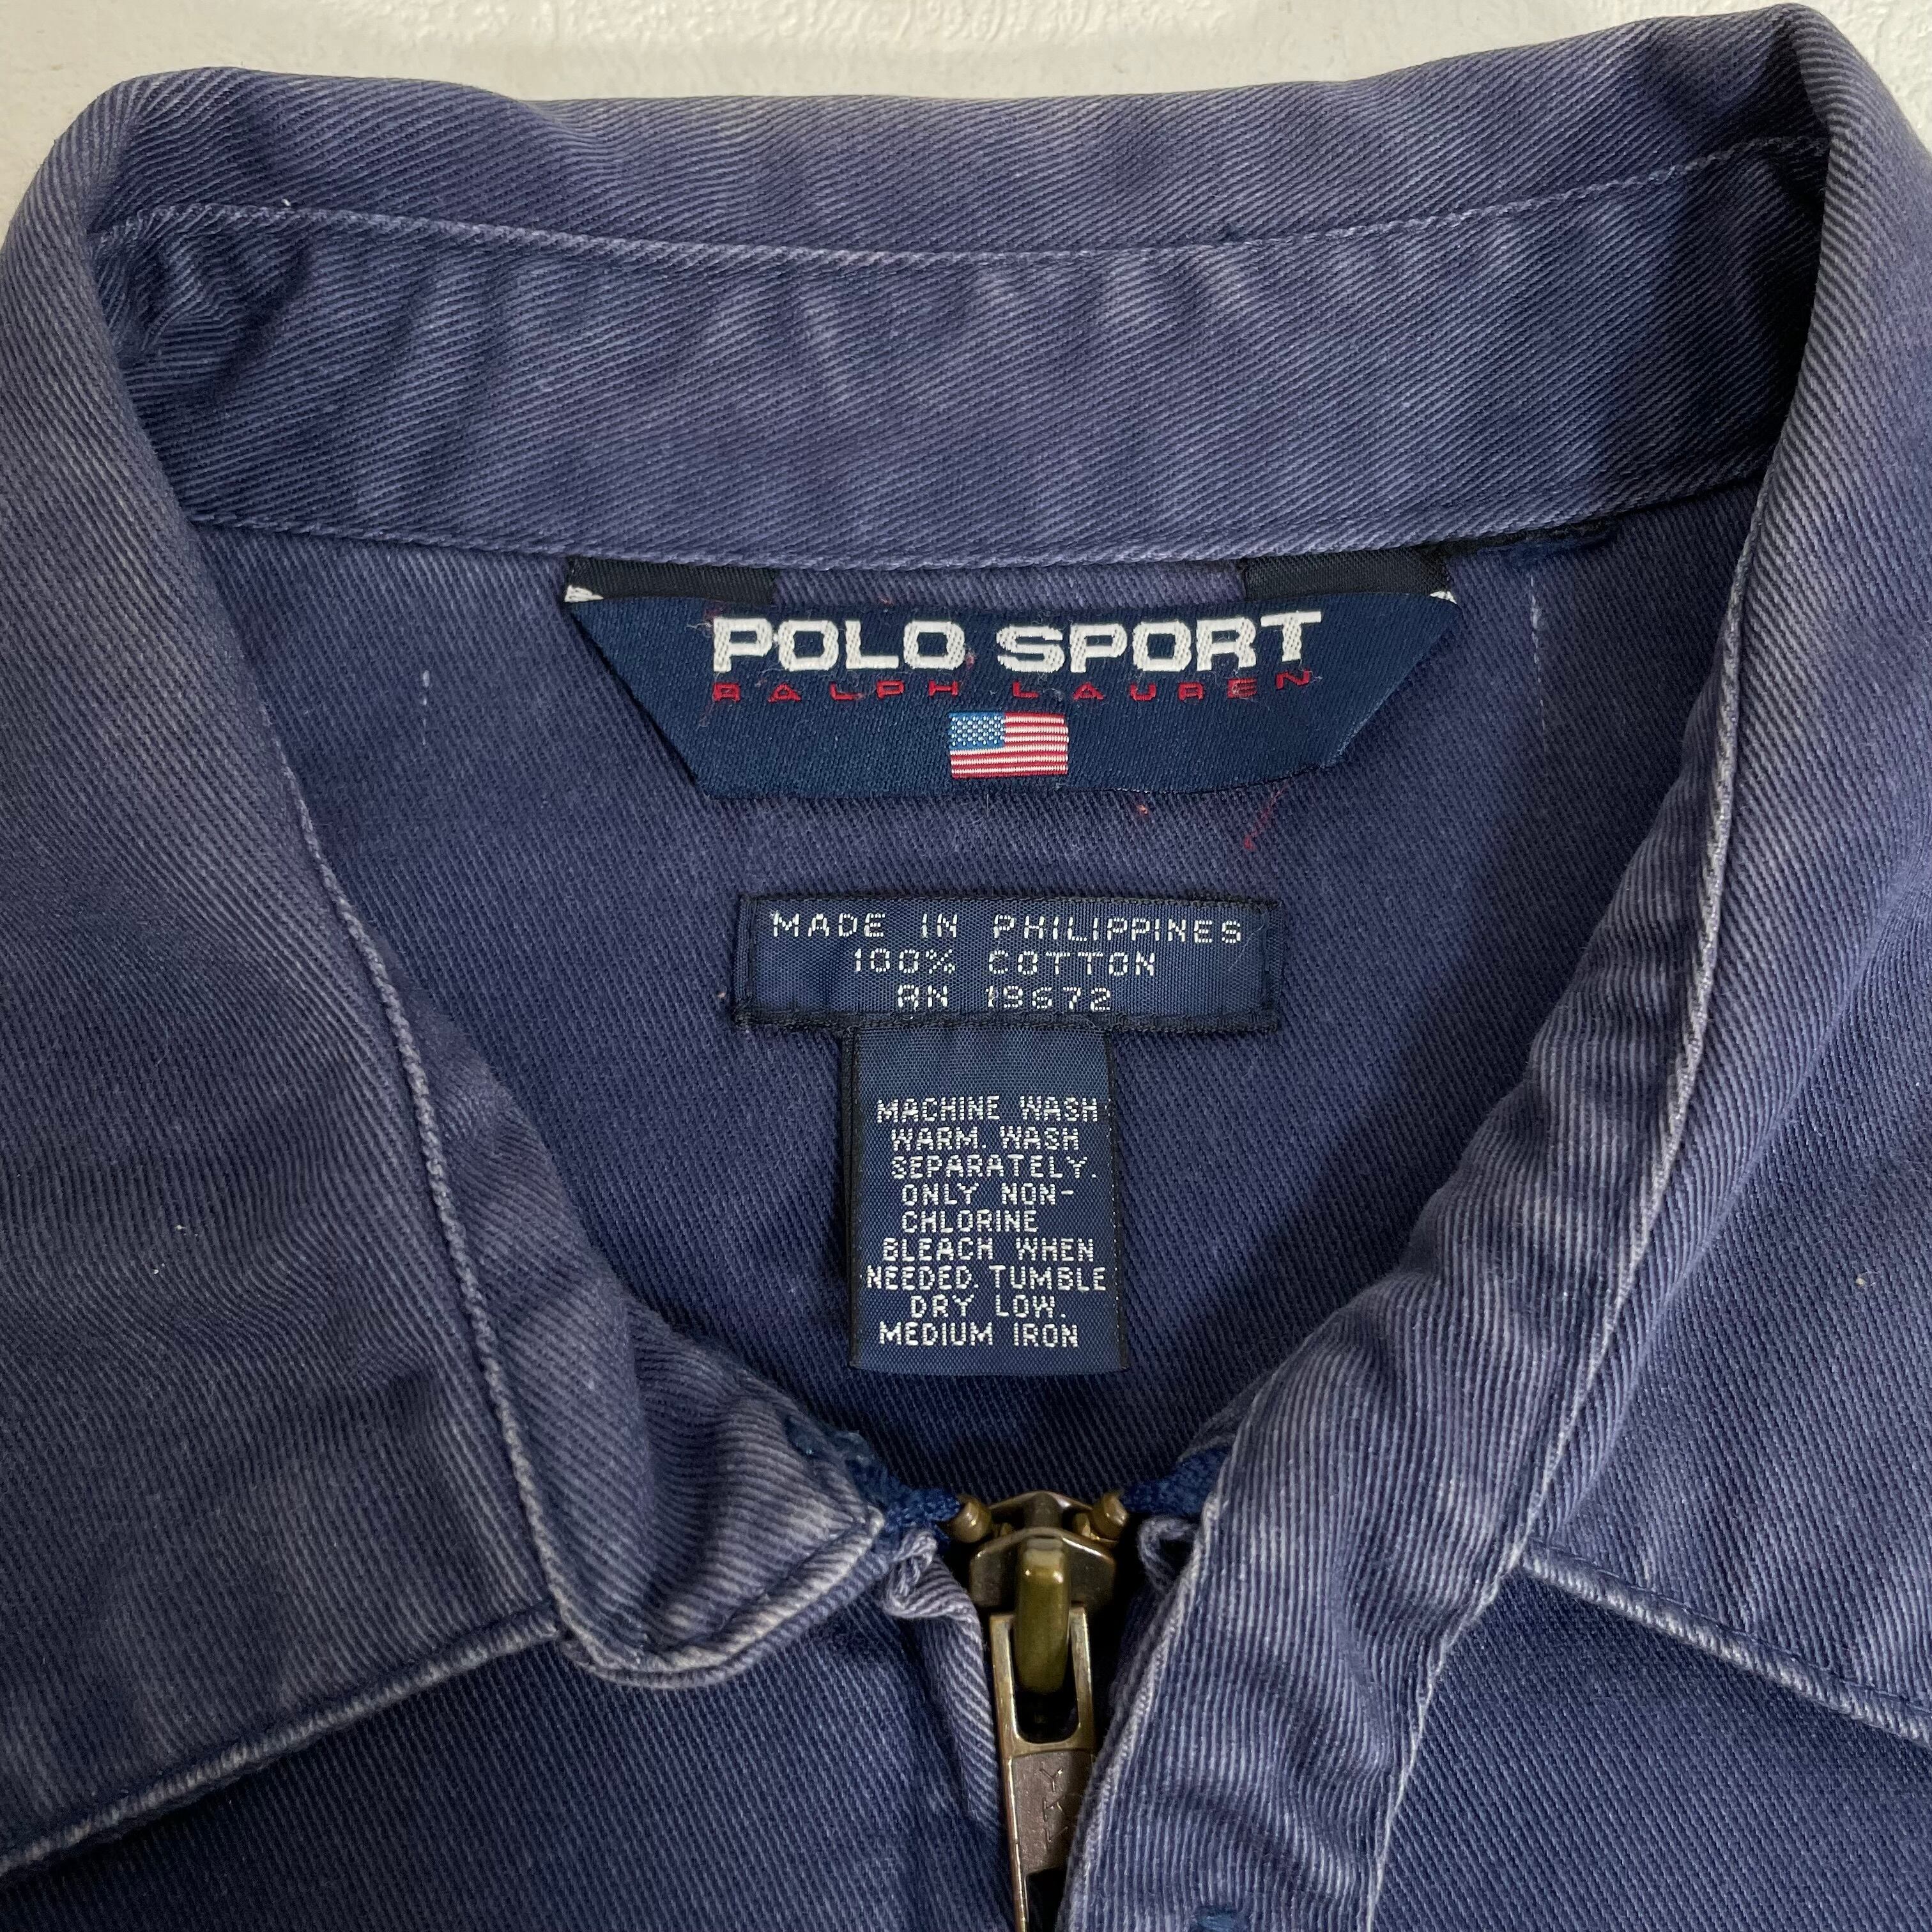 POLO SPORT
RALPH LAUREN
MADE IN PHILIPPINES
100% COTTON
RN 19672
MACHINE WASH
WARM. WASH
SEPARATELY.
ONLY NON-
CHLORINE
BLEACH WHEN
NEEDED. TUMBLE
DRY LOW.
MEDIUM IRON